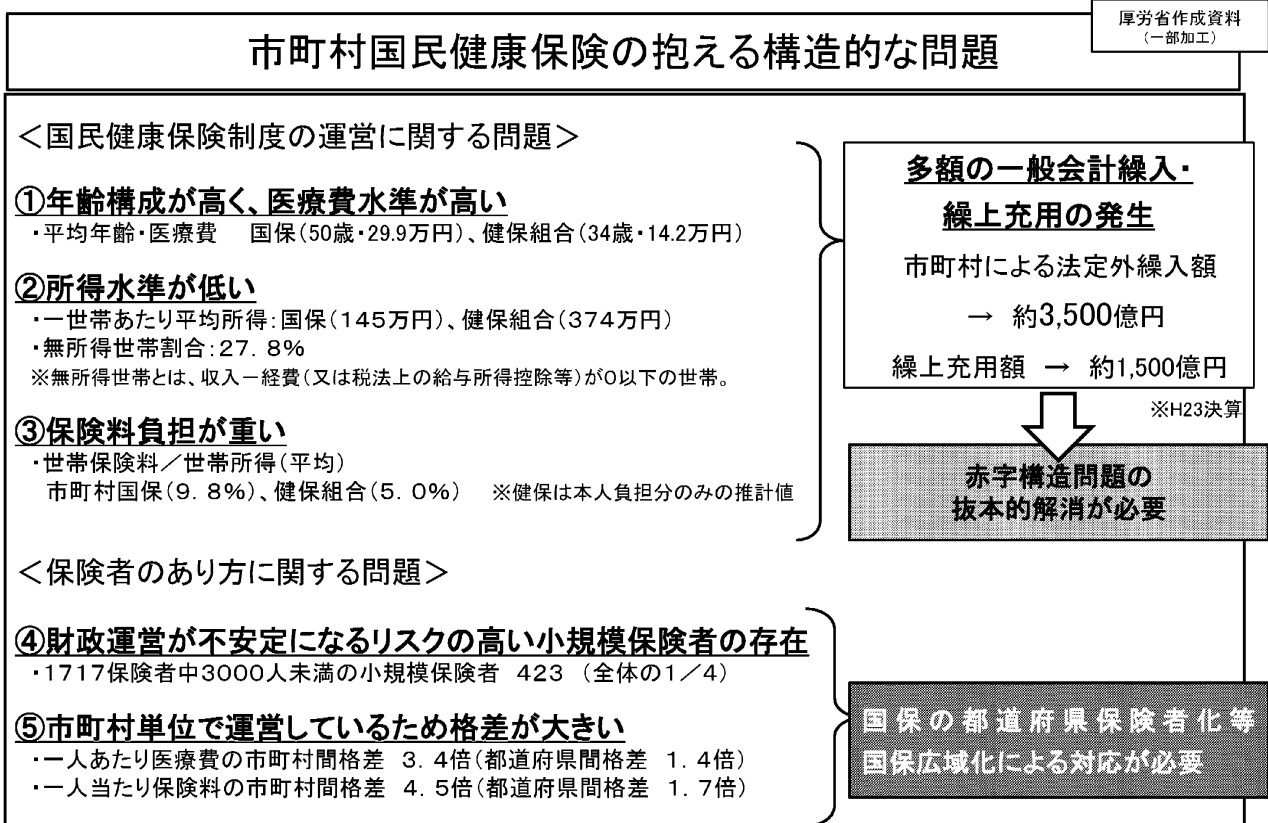 厚労省作成資料
（一部加工）
市町村国民健康保険の抱える構造的な問題
＜国民健康保険制度の運営に関する問題＞
①年齢構成が高く、医療費水準が高い
・平均年齢・医療費　国保（50歳・29.9万円）、健保組合（34歳・14.2万円）
②所得水準が低い
・一世帯あたり平均所得：国保（145万円）、健保組合（374万円）
・無所得世帯割合：27．8％
※無所得世帯とは、収入－経費（又は税法上の給与所得控除等）が0以下の世帯。
③保険料負担が重い
・世帯保険料／世帯所得（平均）
市町村国保（9．8％）、健保組合（5．0％）　※健保は本人負担分のみの推計値
多額の一般会計繰入・
繰上充用の発生
市町村による法定外繰入額
→ 約3,500億円
繰上充用額 → 約1,500億円
※H23決算
赤字構造問題の
抜本的解消が必要
＜保険者のあり方に関する問題＞
④財政運営が不安定になるリスクの高い小規模保険者の存在
・1717保険者中3000人未満の小規模保険者 423 （全体の1／4）
⑤市町村単位で運営しているため格差が大きい
・一人あたり医療費の市町村間格差 3．4倍（都道府県間格差 1．4倍）
・一人当たり保険料の市町村間格差 4．5倍（都道府県間格差 1．7倍）
国保の都道府県保険者化等
国保広域化による対応が必要